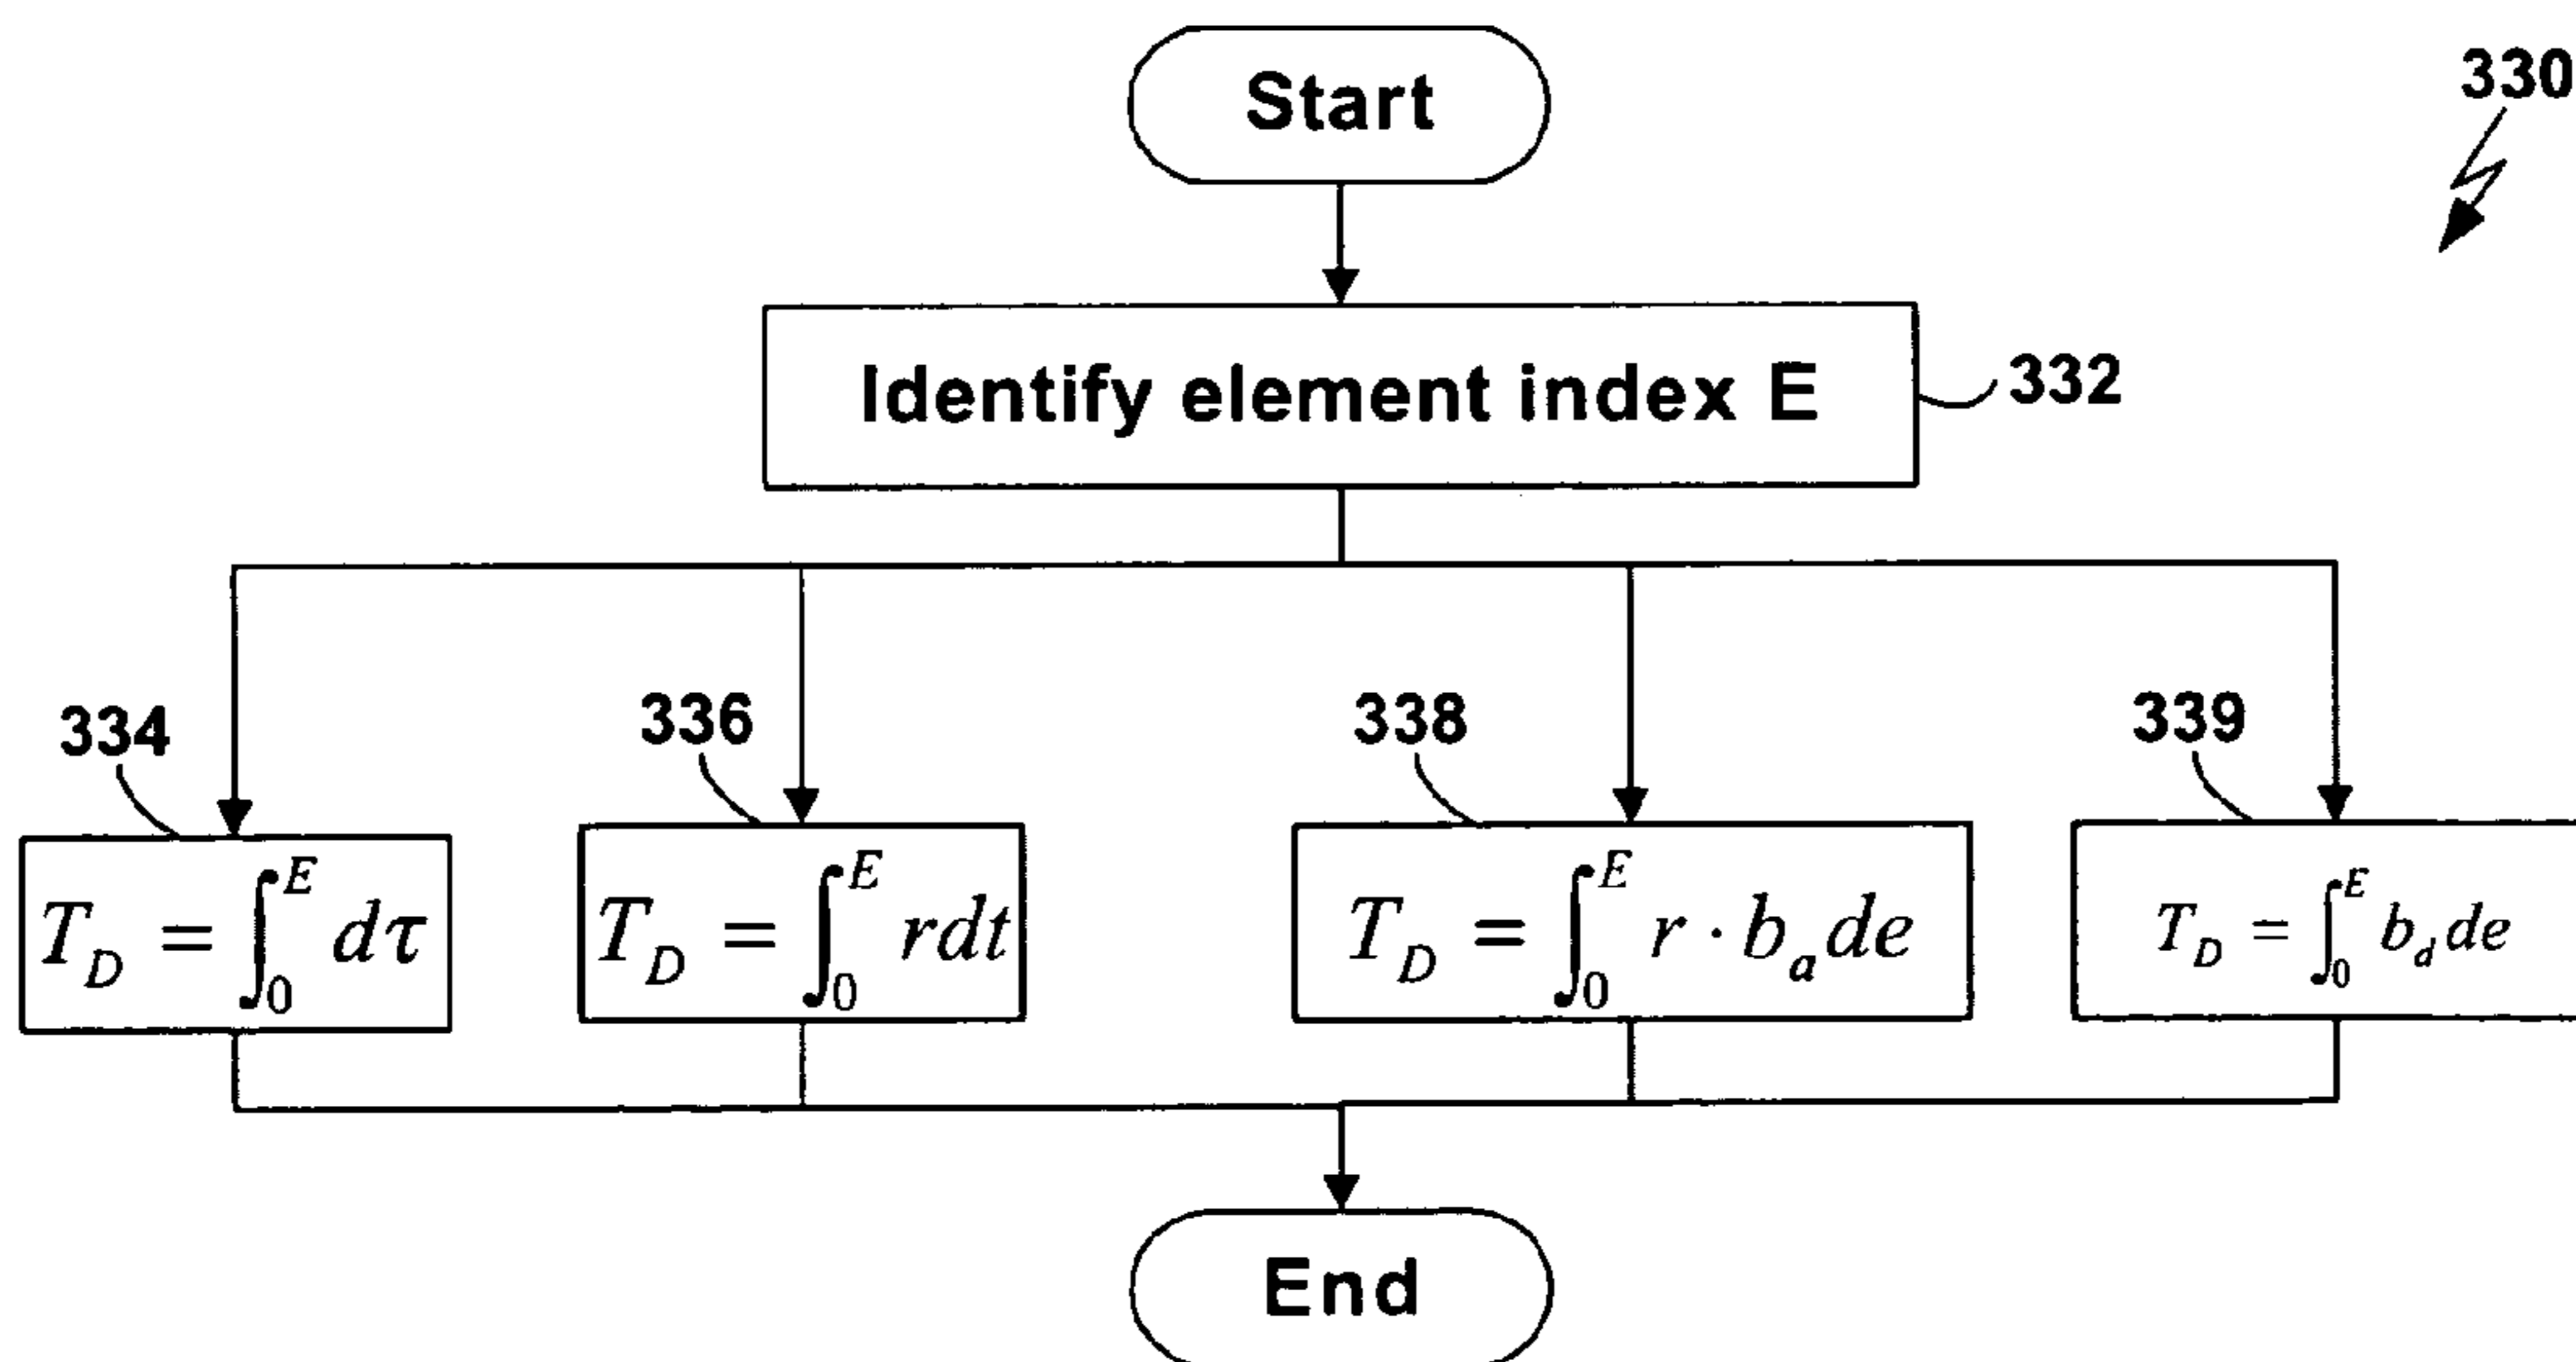 Start
330
Identify element index E
332
334
336
338
339
T_D = ∫_0^E dτ
T_D = ∫_0^E rdt
T_D = ∫_0^E r · b_a de
T_D = ∫_0^E b_d de
End